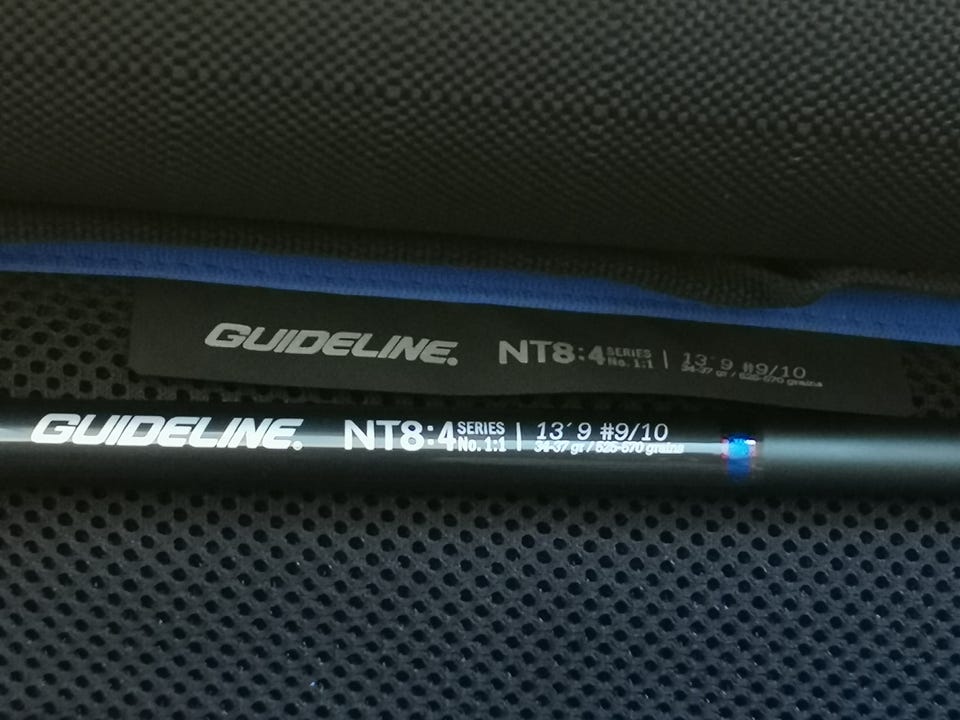 GUIDELINE® NT8:4 SERIES No. 1:1 | 13´9 #9/10
34-37 gr / 525-570 grains
GUIDELINE® NT8:4 SERIES No. 1:1 | 13´9 #9/10
34-37 gr / 525-570 grains